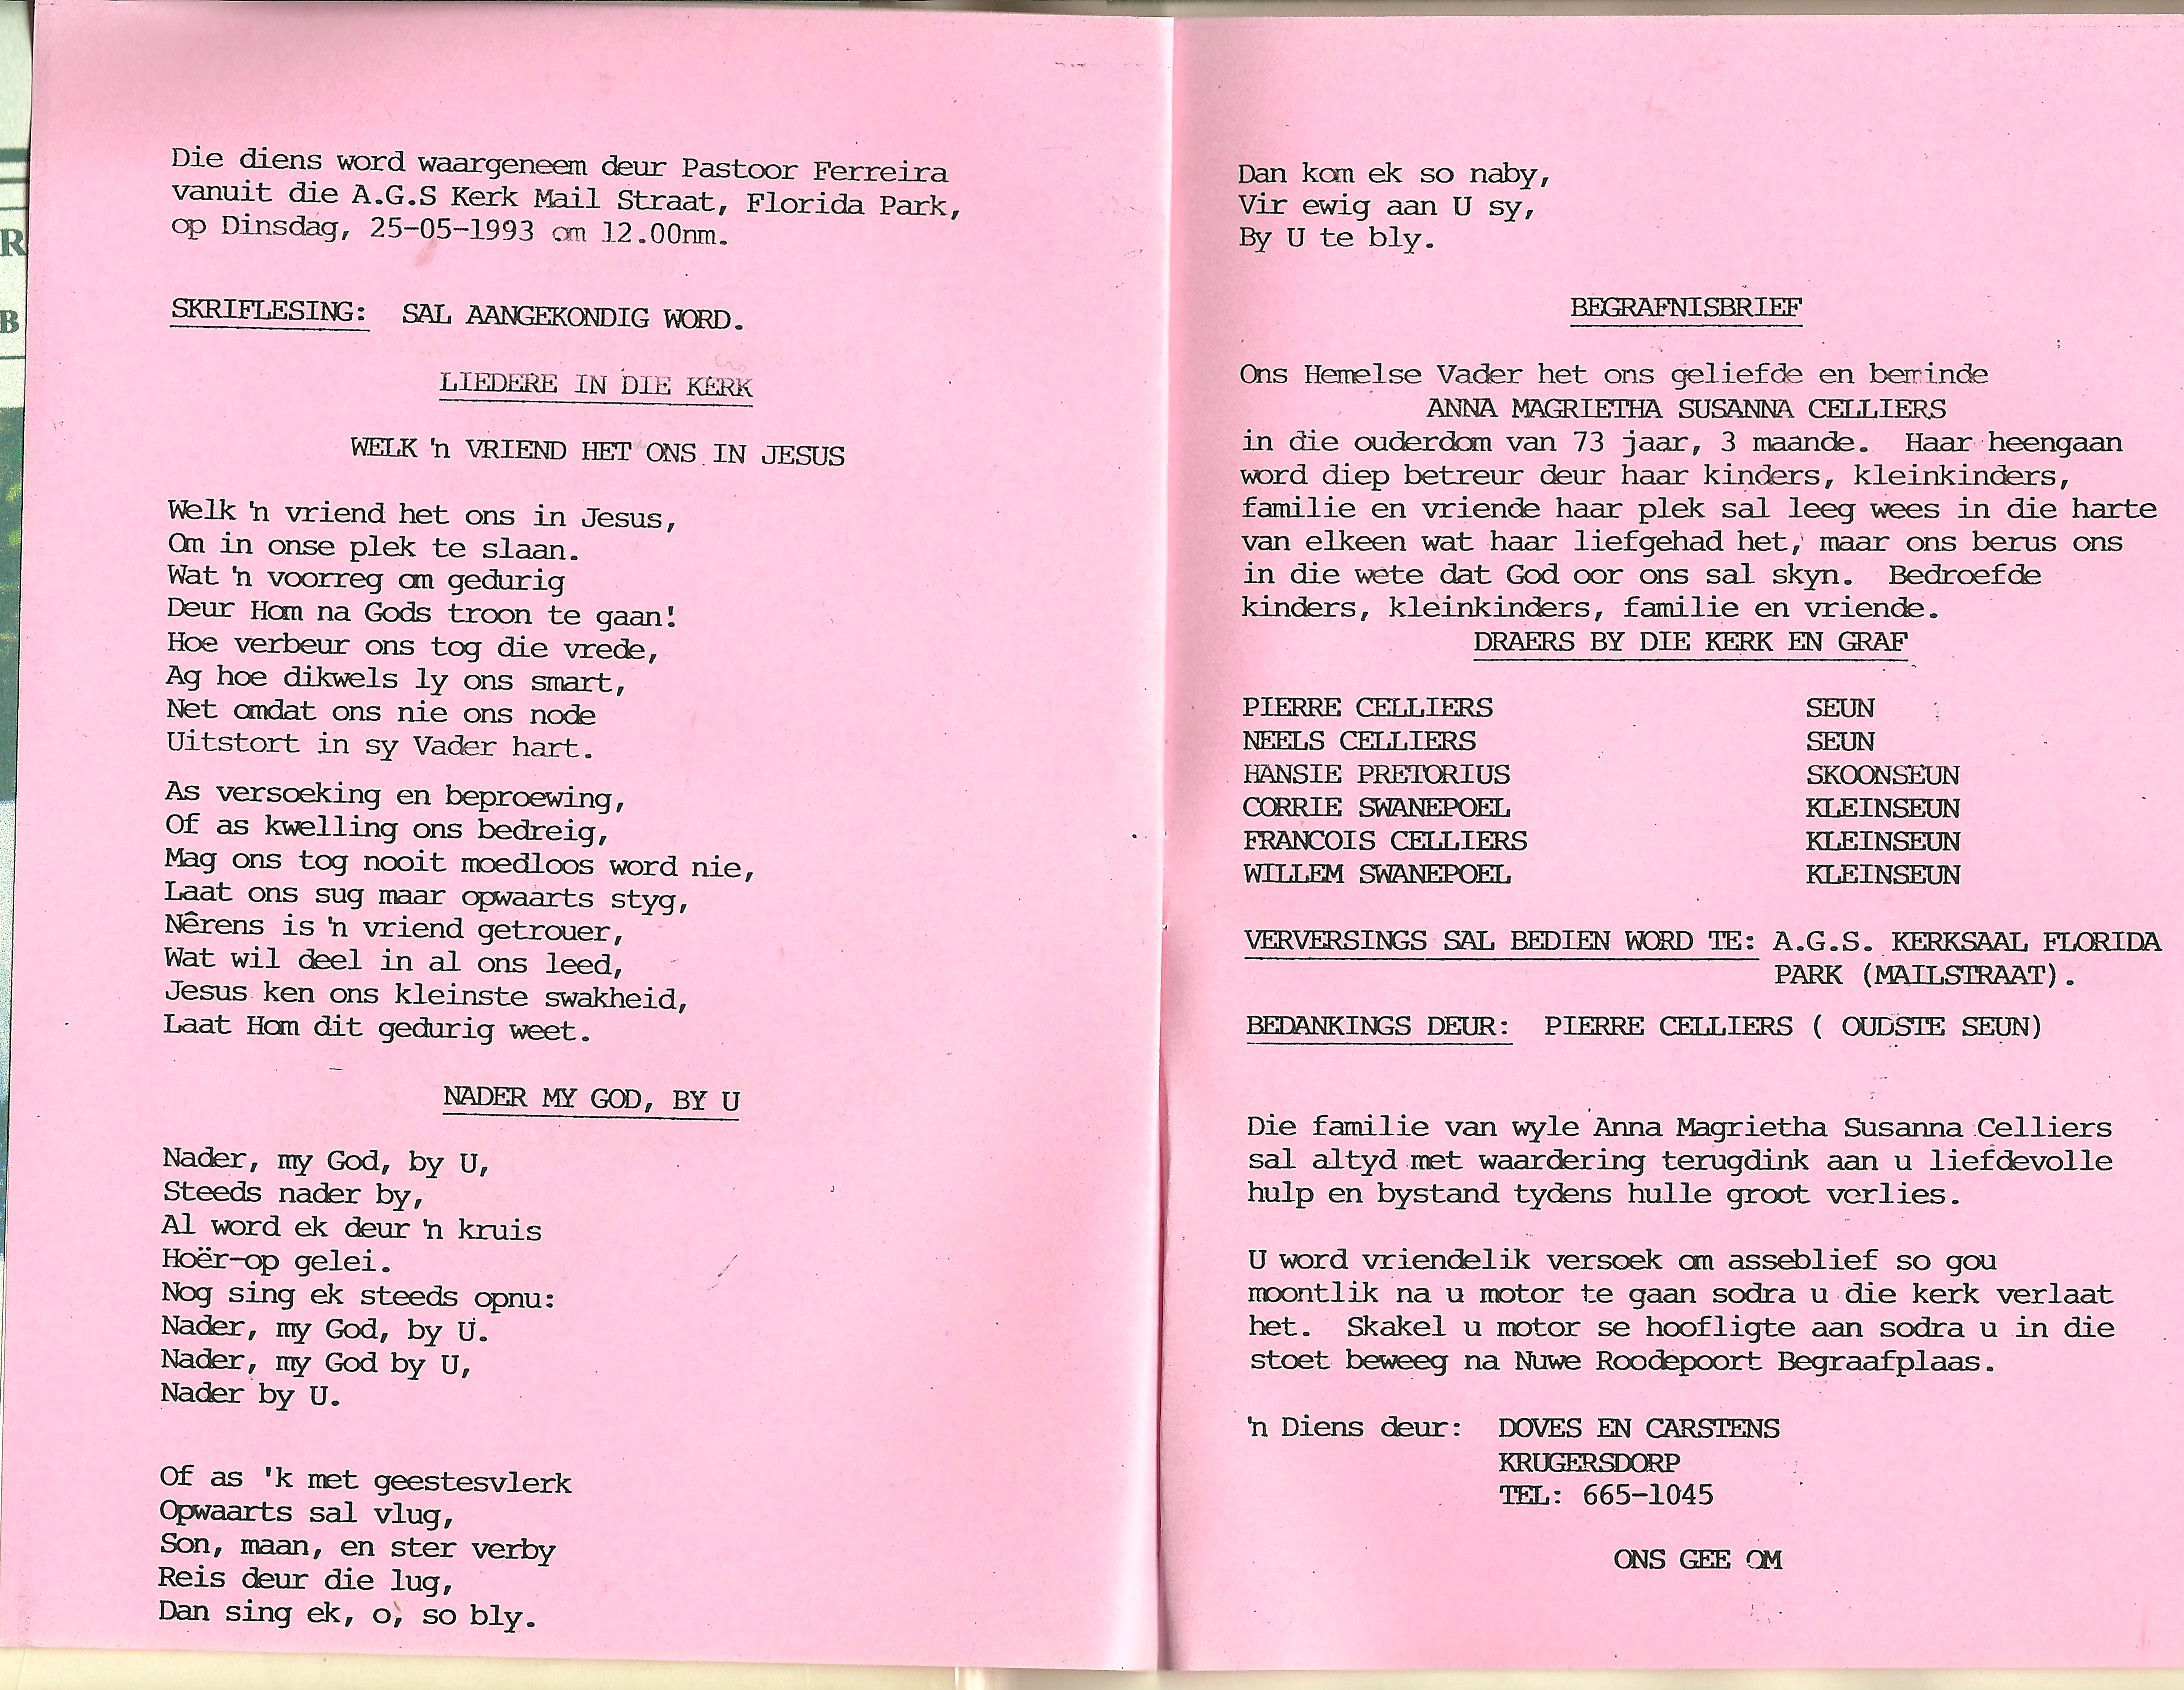 Die diens word waargeneem deur Pastoor Ferreira
vanuit die A.G.S Kerk Mail Straat, Florida Park,
op Dinsdag, 25-05-1993 om 12.00nm.
SKRIFLESING: SAL AANGEKONDIG WORD.
LIEDERE IN DIE KERK
WELK 'n VRIEND HET ONS IN JESUS
Welk 'n vriend het ons in Jesus,
Om in onse plek te slaan.
Wat 'n voorreg om gedurig
Deur Hom na Gods troon te gaan!
Hoe verbeur ons tog die vrede,
Ag hoe dikwels ly ons smart,
Net omdat ons nie ons node
Uitstort in sy Vader hart.
As versoeking en beproewing,
Of as kwelling ons bedreig,
Mag ons tog nooit moedloos word nie,
Laat ons sug maar opwaarts styg,
Nêrens is 'n vriend getrouer,
Wat wil deel in al ons leed,
Jesus ken ons kleinste swakheid,
Laat Hom dit gedurig weet.
NADER MY GOD, BY U
Nader, my God, by U,
Steeds nader by,
Al word ek deur 'n kruis
Hoër-op gelei.
Nog sing ek steeds opnu:
Nader, my God, by U.
Nader, my God by U,
Nader by U.
Of as 'k met geestesvlerk
Opwaarts sal vlug,
Son, maan, en ster verby
Reis deur die lug,
Dan sing ek, o, so bly.
Dan kom ek so naby,
Vir ewig aan U sy,
By U te bly.
BEGRAFNISBRIEF
Ons Hemelse Vader het ons geliefde en beminde
ANNA MAGRIETHA SUSANNA CELLIERS
in die ouderdom van 73 jaar, 3 maande. Haar heengaan
word diep betreur deur haar kinders, kleinkinders,
familie en vriende haar plek sal leeg wees in die harte
van elkeen wat haar liefgehad het, maar ons berus ons
in die wete dat God oor ons sal skyn. Bedroefde
kinders, kleinkinders, familie en vriende.
DRAERS BY DIE KERK EN GRAF
PIERRE CELLIERS SEUN
NEELS CELLIERS SEUN
HANSIE PRETORIUS SKOONSEUN
CORRIE SWANEPOEL KLEINSEUN
FRANCOIS CELLIERS KLEINSEUN
WILLEM SWANEPOEL KLEINSEUN
VERVERSINGS SAL BEDIEN WORD TE: A.G.S. KERKSAAL FLORIDA
PARK (MAILSTRAAT).
BEDANKINGS DEUR: PIERRE CELLIERS ( OUDSTE SEUN)
Die familie van wyle Anna Magrietha Susanna Celliers
sal altyd met waardering terugdink aan u liefdevolle
hulp en bystand tydens hulle groot verlies.
U word vriendelik versoek om asseblief so gou
moontlik na u motor te gaan sodra u die kerk verlaat
het. Skakel u motor se hoofligte aan sodra u in die
stoet beweeg na Nuwe Roodepoort Begraafplaas.
'n Diens deur: DOVES EN CARSTENS
KRUGERSDORP
TEL: 665-1045
ONS GEE OM
R
B